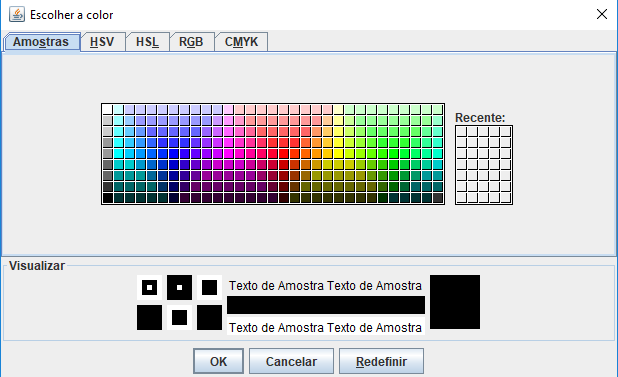 Escolher a color
Amostras HSV HSL RGB CMYK
Recente:
Visualizar
Texto de Amostra Texto de Amostra
Texto de Amostra Texto de Amostra
OK Cancelar Redefinir